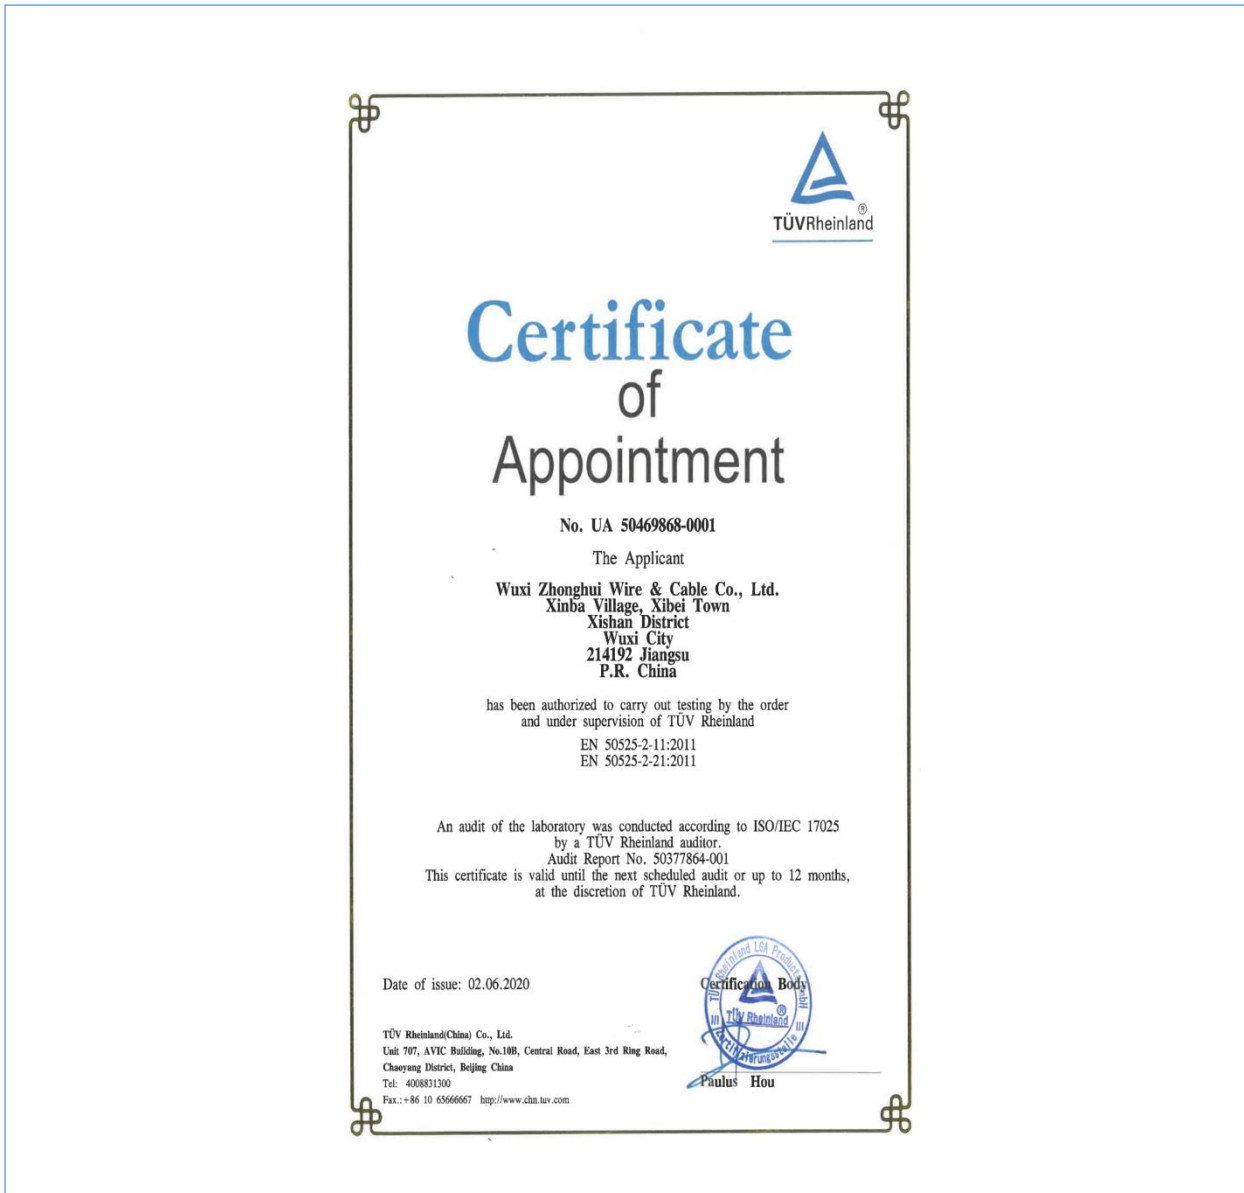 TÜVRheinland®
Certificate
of
Appointment
No. UA 50469868-0001
The Applicant
Wuxi Zhonghui Wire & Cable Co., Ltd.
Xinba Village, Xibei Town
Xishan District
Wuxi City
214192 Jiangsu
P.R. China
has been authorized to carry out testing by the order
and under supervision of TÜV Rheinland
EN 50525-2-11:2011
EN 50525-2-21:2011
An audit of the laboratory was conducted according to ISO/IEC 17025
by a TÜV Rheinland auditor.
Audit Report No. 50377864-001
This certificate is valid until the next scheduled audit or up to 12 months,
at the discretion of TÜV Rheinland.
Date of issue: 02.06.2020
Certification Body
TÜV Rheinland LGA Products GmbH
TÜV Rheinland®
Zertifizierungsstelle
Paulus Hou
TÜV Rheinland(China) Co., Ltd.
Unit 707, AVIC Building, No.10B, Central Road, East 3rd Ring Road,
Chaoyang District, Beijing China
Tel: 4008831300
Fax.:+86 10 65666667 http://www.chn.tuv.com